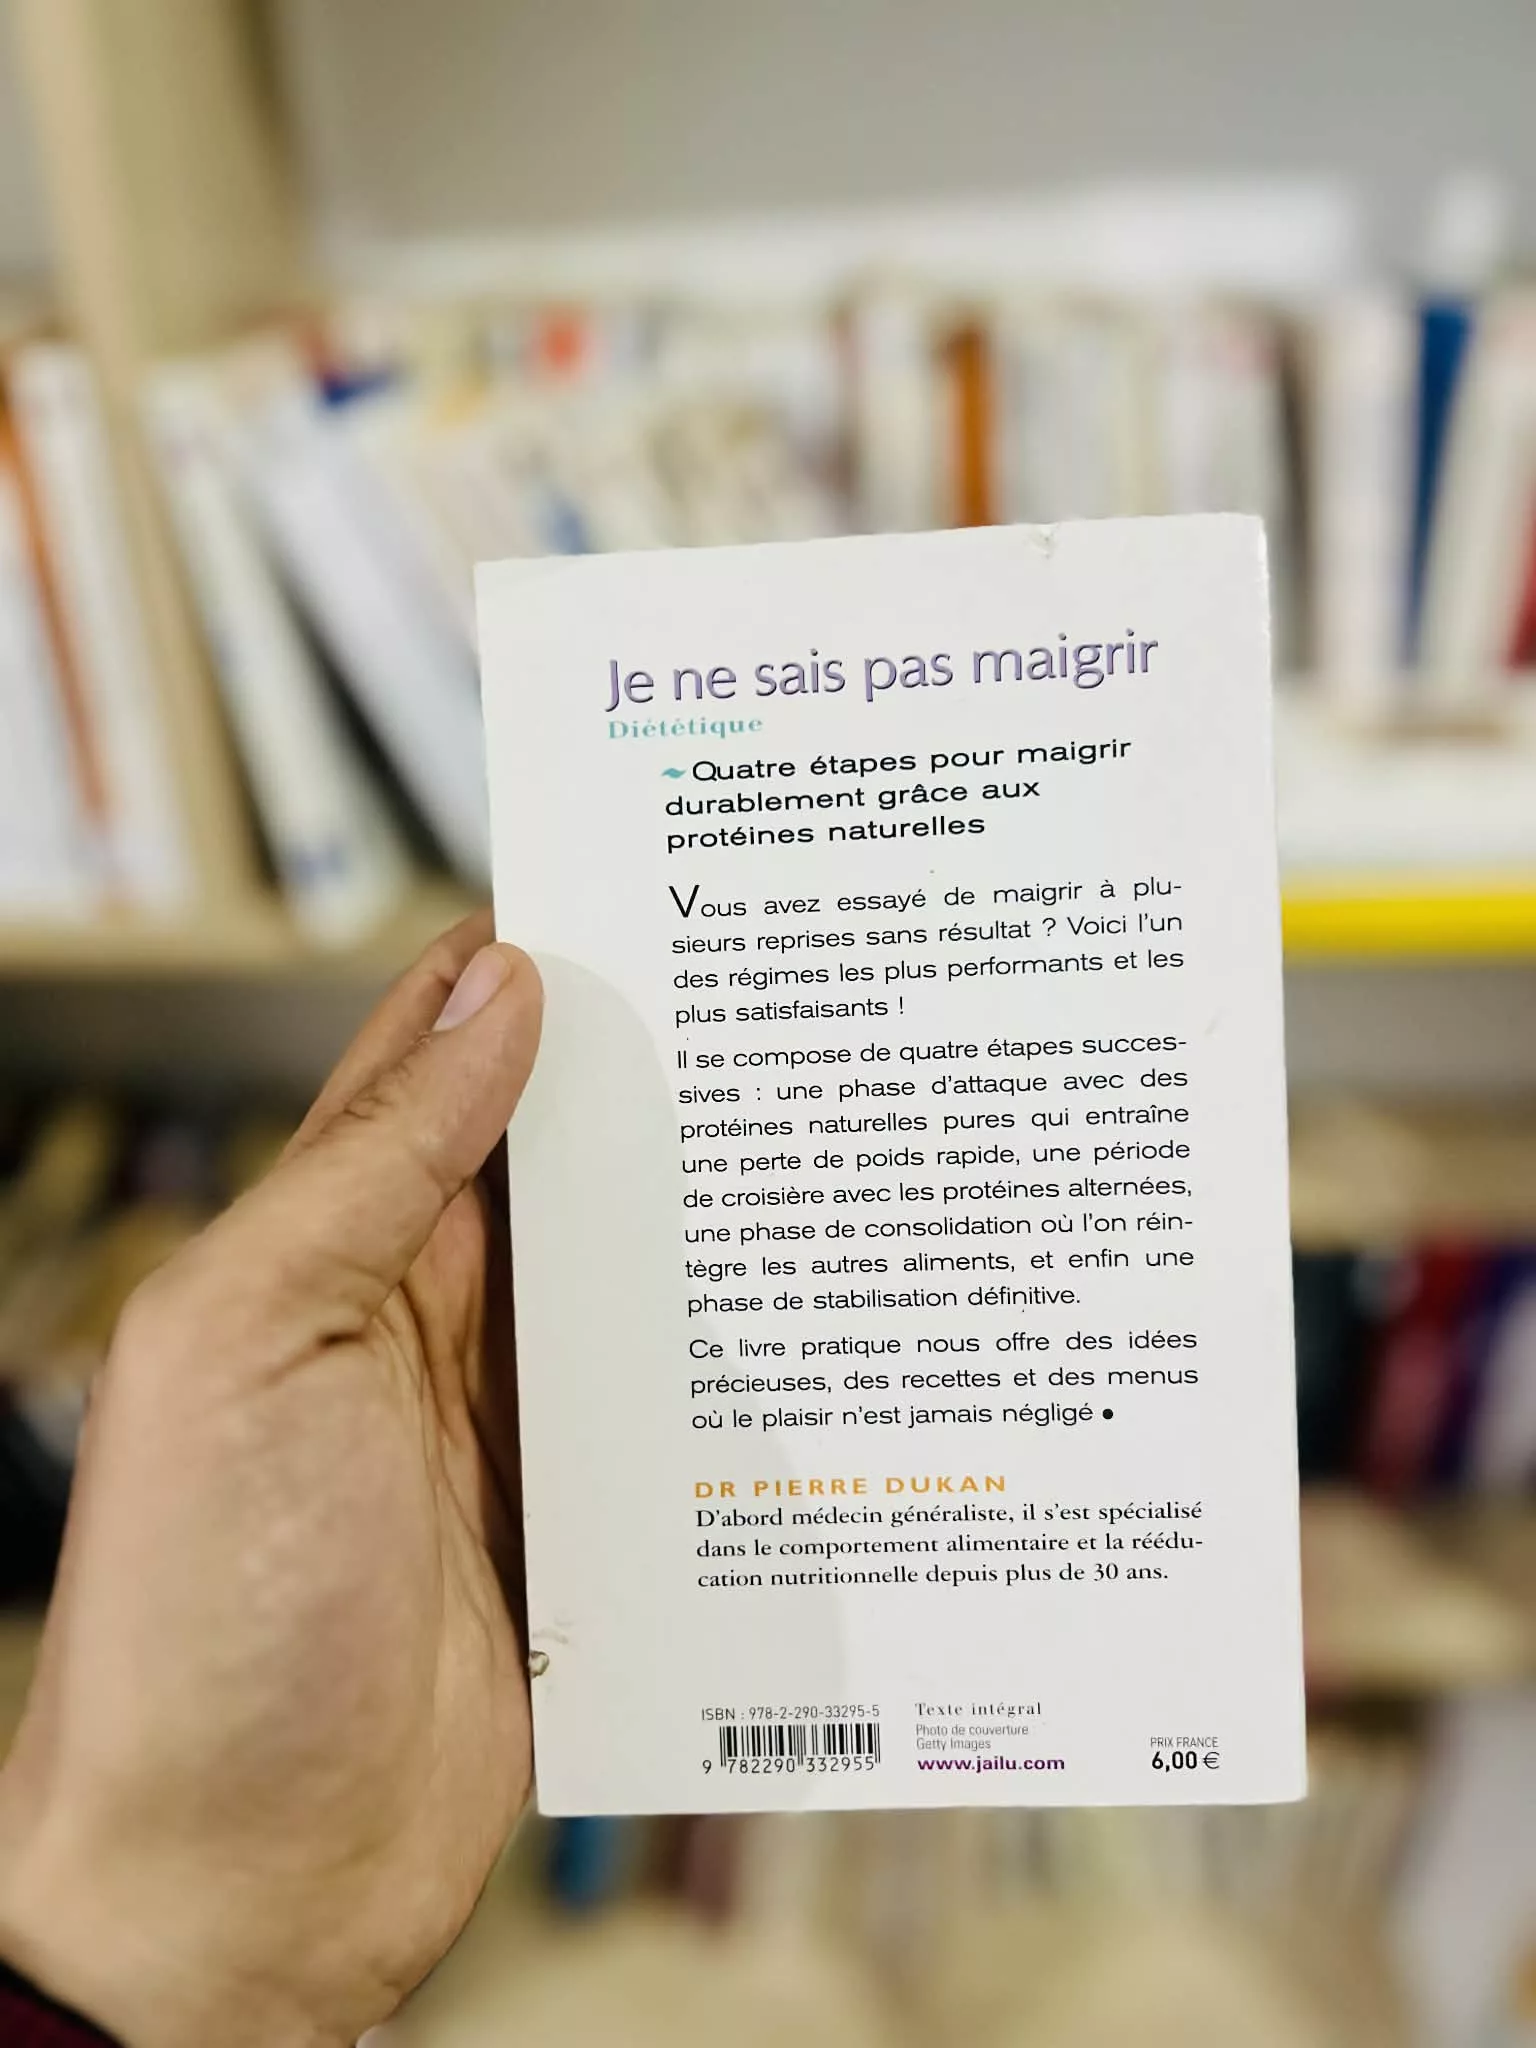 Je ne sais pas maigrir
Diététique
Quatre étapes pour maigrir
durablement grâce aux
protéines naturelles
Vous avez essayé de maigrir à plu-
sieurs reprises sans résultat ? Voici l'un
des régimes les plus performants et les
plus satisfaisants !
Il se compose de quatre étapes succes-
sives : une phase d'attaque avec des
protéines naturelles pures qui entraîne
une perte de poids rapide, une période
de croisière avec les protéines alternées,
une phase de consolidation où l'on réin-
tègre les autres aliments, et enfin une
phase de stabilisation définitive.
Ce livre pratique nous offre des idées
précieuses, des recettes et des menus
où le plaisir n'est jamais négligé •
DR PIERRE DUKAN
D'abord médecin généraliste, il s'est spécialisé
dans le comportement alimentaire et la réédu-
cation nutritionnelle depuis plus de 30 ans.
ISBN : 978-2-290-33295-5
9 782290 332955
Texte intégral
Photo de couverture
Getty Images
www.jailu.com
PRIX FRANCE
6,00 €